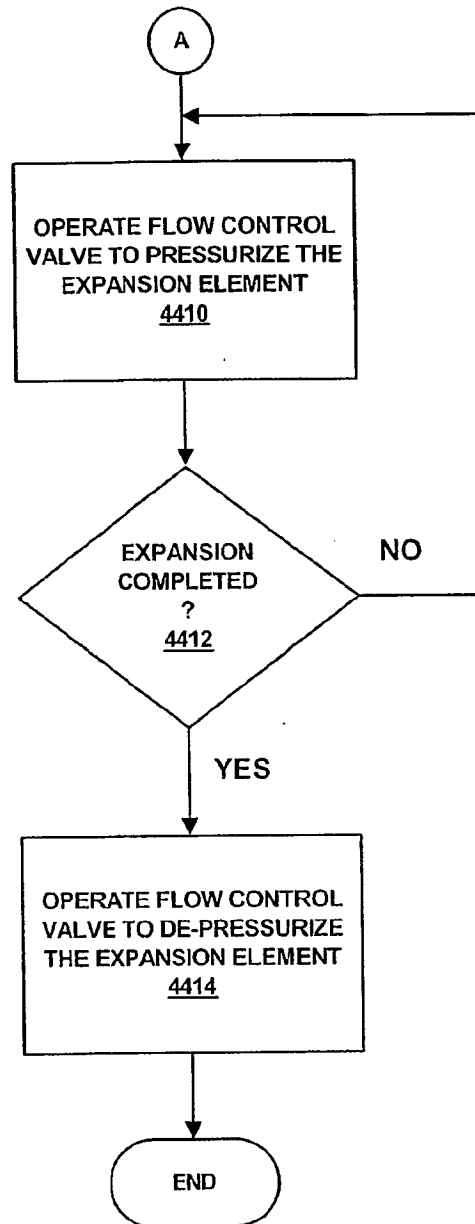 A
OPERATE FLOW CONTROL
VALVE TO PRESSURIZE THE
EXPANSION ELEMENT
4410
EXPANSION
COMPLETED
?
4412
NO
YES
OPERATE FLOW CONTROL
VALVE TO DE-PRESSURIZE
THE EXPANSION ELEMENT
4414
END